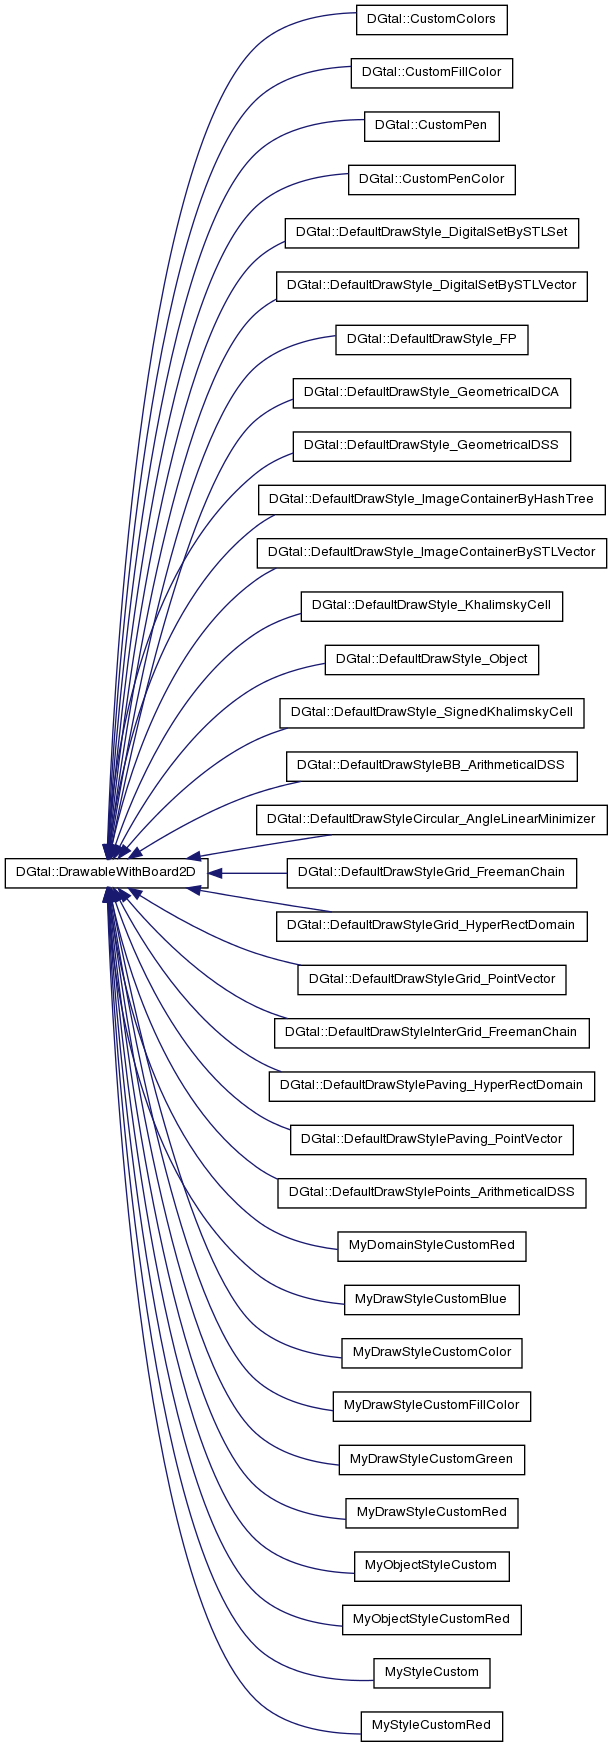 DGtal::CustomColors
DGtal::CustomFillColor
DGtal::CustomPen
DGtal::CustomPenColor
DGtal::DefaultDrawStyle_DigitalSetBySTLSet
DGtal::DefaultDrawStyle_DigitalSetBySTLVector
DGtal::DefaultDrawStyle_FP
DGtal::DefaultDrawStyle_GeometricalDCA
DGtal::DefaultDrawStyle_GeometricalDSS
DGtal::DefaultDrawStyle_ImageContainerByHashTree
DGtal::DefaultDrawStyle_ImageContainerBySTLVector
DGtal::DefaultDrawStyle_KhalimskyCell
DGtal::DefaultDrawStyle_Object
DGtal::DefaultDrawStyle_SignedKhalimskyCell
DGtal::DefaultDrawStyleBB_ArithmeticalDSS
DGtal::DefaultDrawStyleCircular_AngleLinearMinimizer
DGtal::DrawableWithBoard2D
DGtal::DefaultDrawStyleGrid_FreemanChain
DGtal::DefaultDrawStyleGrid_HyperRectDomain
DGtal::DefaultDrawStyleGrid_PointVector
DGtal::DefaultDrawStyleInterGrid_FreemanChain
DGtal::DefaultDrawStylePaving_HyperRectDomain
DGtal::DefaultDrawStylePaving_PointVector
DGtal::DefaultDrawStylePoints_ArithmeticalDSS
MyDomainStyleCustomRed
MyDrawStyleCustomBlue
MyDrawStyleCustomColor
MyDrawStyleCustomFillColor
MyDrawStyleCustomGreen
MyDrawStyleCustomRed
MyObjectStyleCustom
MyObjectStyleCustomRed
MyStyleCustom
MyStyleCustomRed